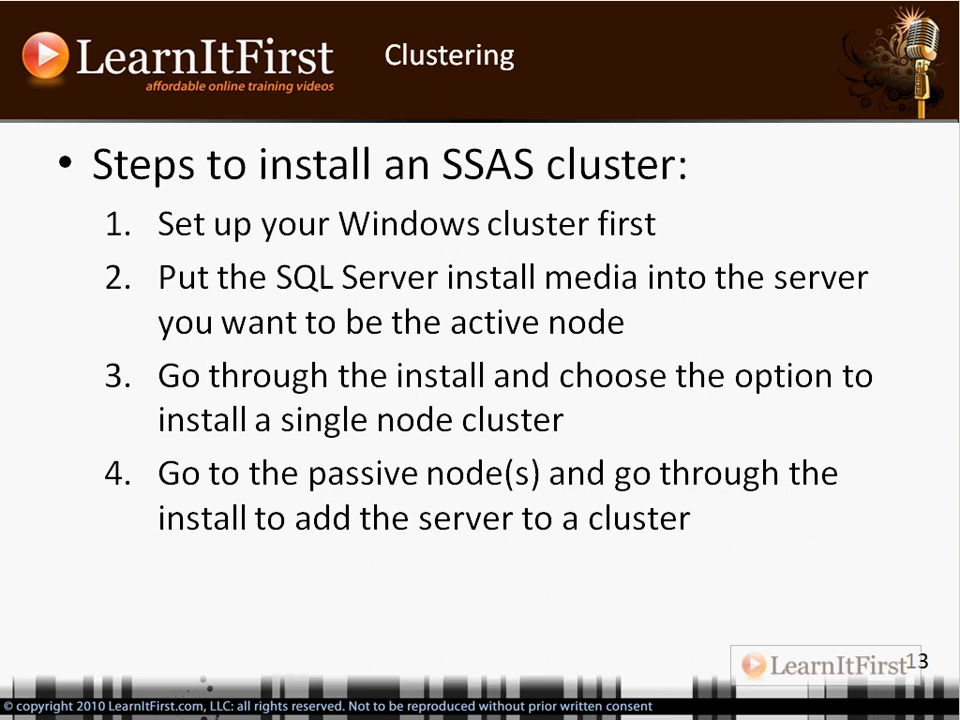 LearnItFirst
affordable online training videos
Clustering
• Steps to install an SSAS cluster:
1. Set up your Windows cluster first
2. Put the SQL Server install media into the server
you want to be the active node
3. Go through the install and choose the option to
install a single node cluster
4. Go to the passive node(s) and go through the
install to add the server to a cluster
LearnItFirst
13
© copyright 2010 LearnItFirst.com, LLC: all rights reserved. Not to be reproduced without prior written consent